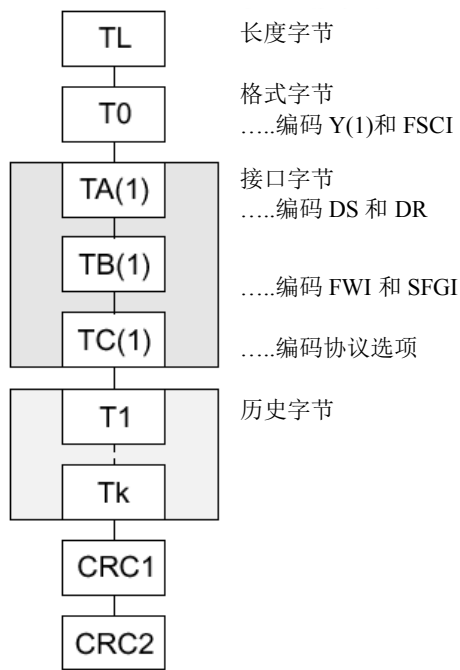 TL 长度字节
格式字节
T0 …..编码 Y(1)和 FSCI
接口字节
TA(1) …..编码 DS 和 DR
TB(1) …..编码 FWI 和 SFGI
TC(1) …..编码协议选项
T1 历史字节
Tk
CRC1
CRC2